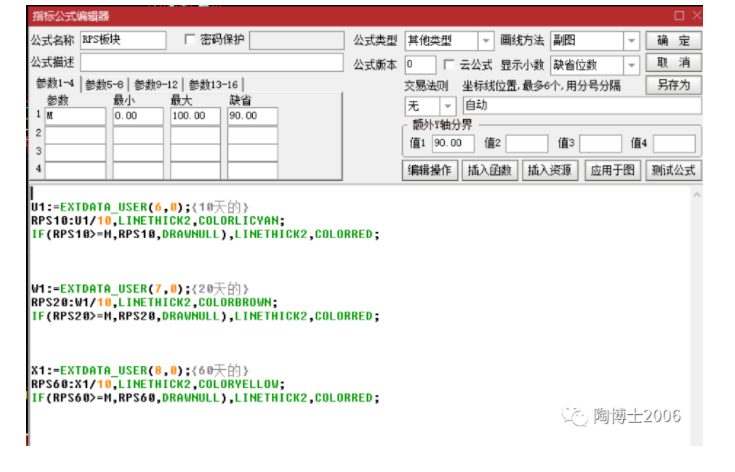 指标公式编辑器
公式名称 RPS板块 密码保护 公式类型 其他类型 画线方法 副图 确 定
公式描述 公式版本 0 云公式 显示小数 缺省位数 取 消
参数1-4 参数5-8 参数9-12 参数13-16 交易法则 坐标线位置,最多6个,用分号分隔 另存为
参数 最小 最大 缺省 无 自动
1 M 0.00 100.00 90.00 额外Y轴分界
2 值1 90.00 值2 值3 值4
3
4 编辑操作 插入函数 插入资源 应用于图 测试公式
U1:=EXTDATA_USER(6,0);{10天的}
RPS10:U1/10,LINETHICK2,COLORLICYAN;
IF(RPS10>=M,RPS10,DRAWNULL),LINETHICK2,COLORRED;
W1:=EXTDATA_USER(7,0);{20天的}
RPS20:W1/10,LINETHICK2,COLORBROWN;
IF(RPS20>=M,RPS20,DRAWNULL),LINETHICK2,COLORRED;
X1:=EXTDATA_USER(8,0);{60天的}
RPS60:X1/10,LINETHICK2,COLORYELLOW;
IF(RPS60>=M,RPS60,DRAWNULL),LINETHICK2,COLORRED;
陶博士2006